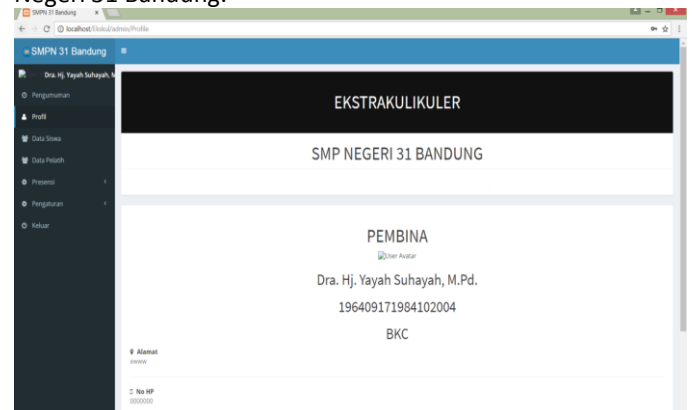 Negeri 31 Bandung.
SMPN 31 Bandung
localhost/Ekskul/admin/Profile
SMPN 31 Bandung
Dra. Hj. Yayah Suhayah, M
Pengumuman
Profil
Data Siswa
Data Pelatih
Presensi
Pengaturan
Keluar
EKSTRAKULIKULER
SMP NEGERI 31 BANDUNG
PEMBINA
User Avatar
Dra. Hj. Yayah Suhayah, M.Pd.
196409171984102004
BKC
Alamat
ewww
No HP
0000000